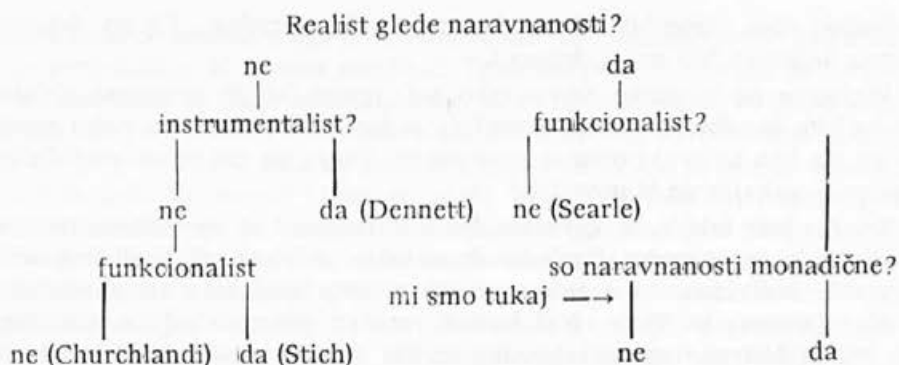 Realist glede naravnanosti?
ne da
instrumentalist? funkcionalist?
ne da (Dennett) ne (Searle)
funkcionalist so naravnanosti monadične?
mi smo tukaj →
ne (Churchlandi) da (Stich) ne da